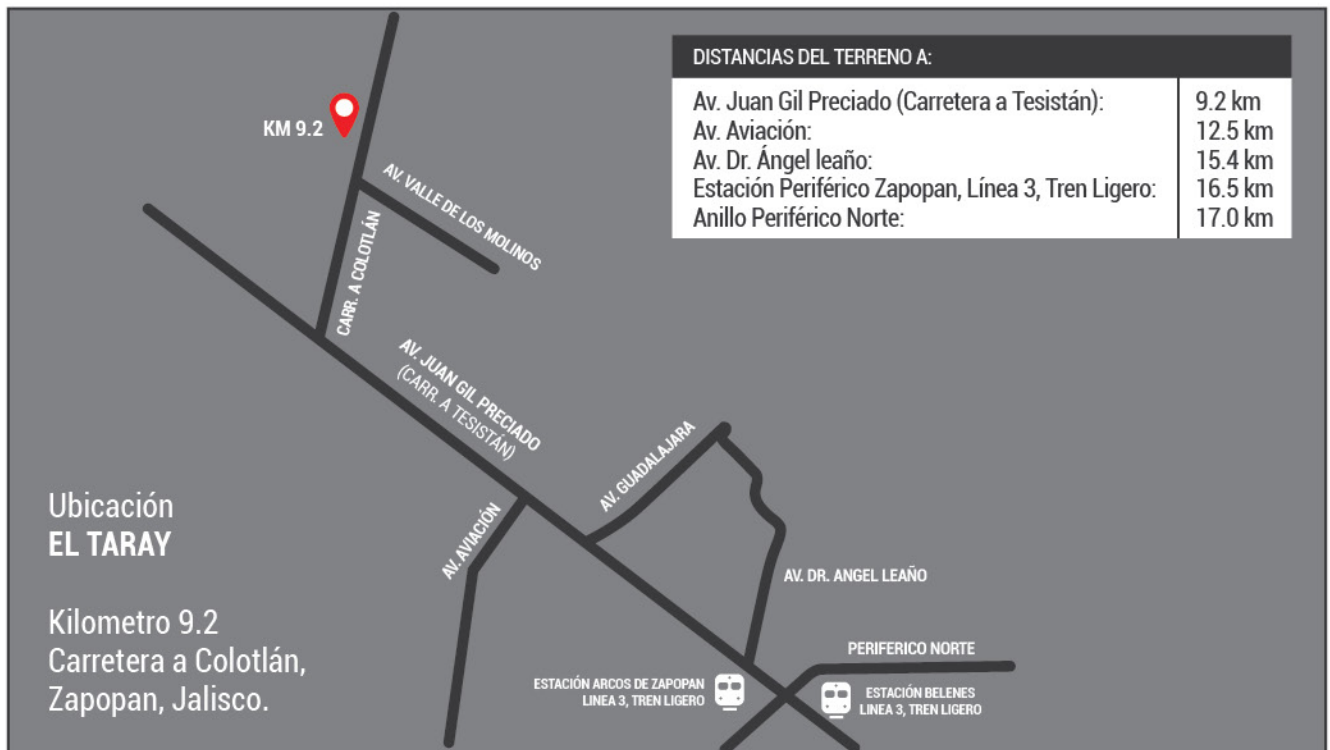 DISTANCIAS DEL TERRENO A:
Av. Juan Gil Preciado (Carretera a Tesistán): 9.2 km
Av. Aviación: 12.5 km
Av. Dr. Ángel leaño: 15.4 km
Estación Periférico Zapopan, Línea 3, Tren Ligero: 16.5 km
Anillo Periférico Norte: 17.0 km
KM 9.2
AV. VALLE DE LOS MOLINOS
CARR. A COLOTLÁN
AV. JUAN GIL PRECIADO
(CARR. A TESISTÁN)
AV. GUADALAJARA
AV. AVIACIÓN
AV. DR. ANGEL LEAÑO
PERIFERICO NORTE
ESTACIÓN ARCOS DE ZAPOPAN
LINEA 3, TREN LIGERO
ESTACIÓN BELENES
LINEA 3, TREN LIGERO
Ubicación
EL TARAY
Kilometro 9.2
Carretera a Colotlán,
Zapopan, Jalisco.